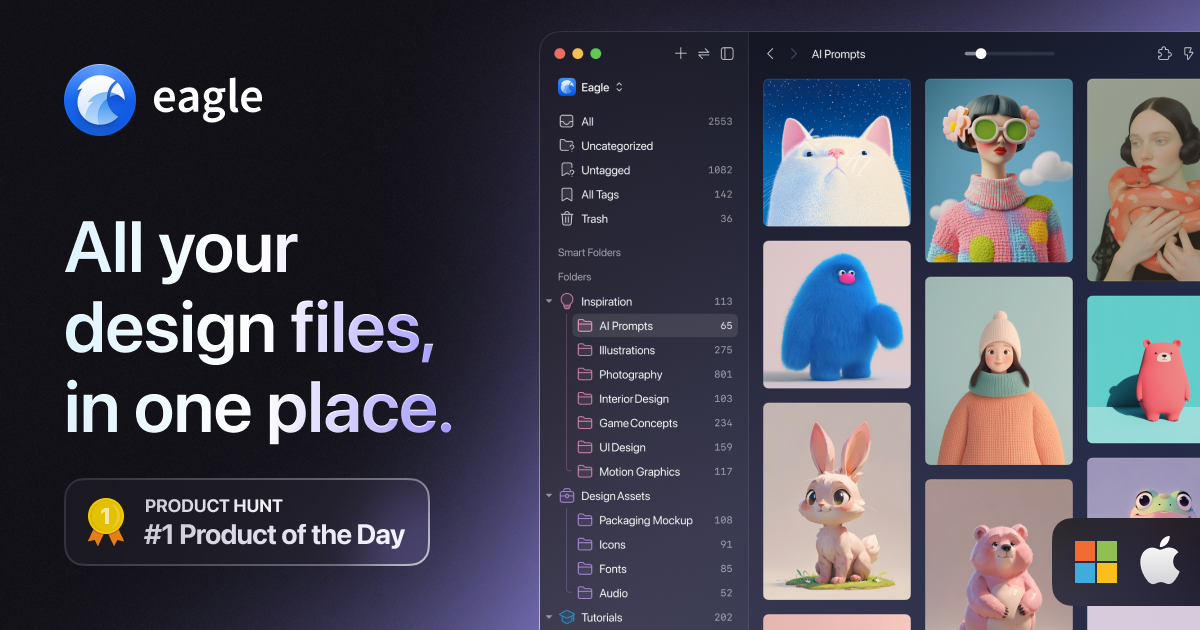 eagle
All your
design files,
in one place.
1
PRODUCT HUNT
#1 Product of the Day
Eagle
All 2553
Uncategorized
Untagged 1082
All Tags 142
Trash 36
Smart Folders
Folders
Inspiration 113
AI Prompts 65
Illustrations 275
Photography 801
Interior Design 103
Game Concepts 234
UI Design 159
Motion Graphics 117
Design Assets
Packaging Mockup 108
Icons 91
Fonts 85
Audio 52
Tutorials 202
AI Prompts